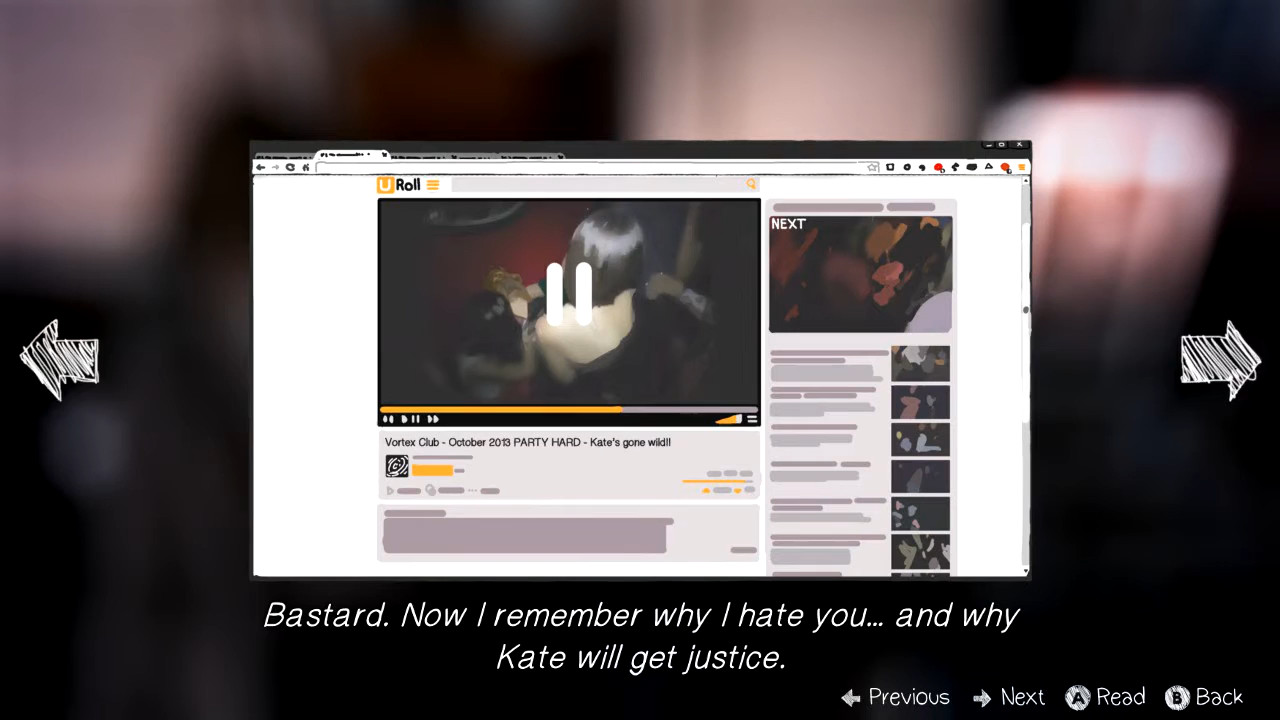 U Roll
NEXT
Vortex Club - October 2013 PARTY HARD - Kate's gone wild!!
Bastard. Now I remember why I hate you... and why
Kate will get justice.
Previous Next A Read B Back